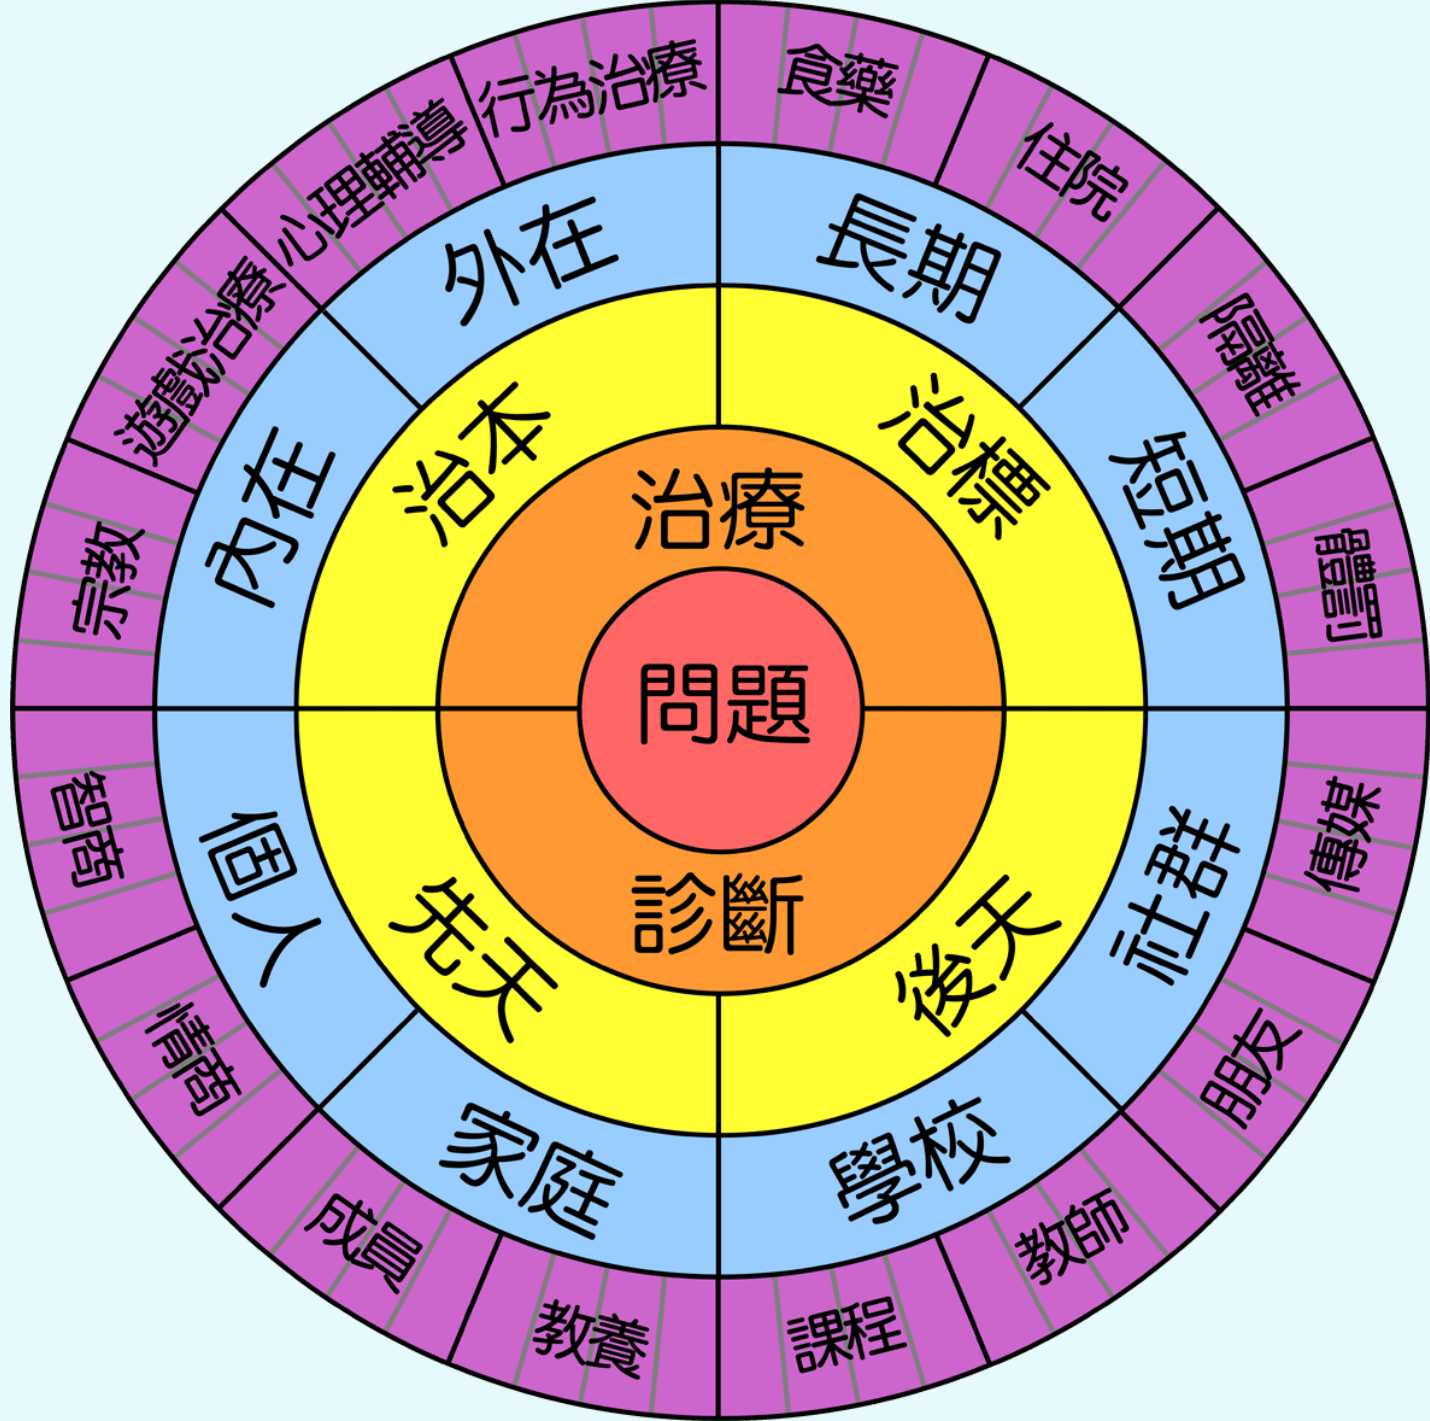 問題
治療
診斷
治本
治標
後天
先天
外在
長期
短期
社群
學校
家庭
個人
內在
行為治療
食藥
住院
隔離
體罰
傳媒
朋友
教師
課程
教養
成員
情商
智商
宗教
遊戲治療
心理輔導